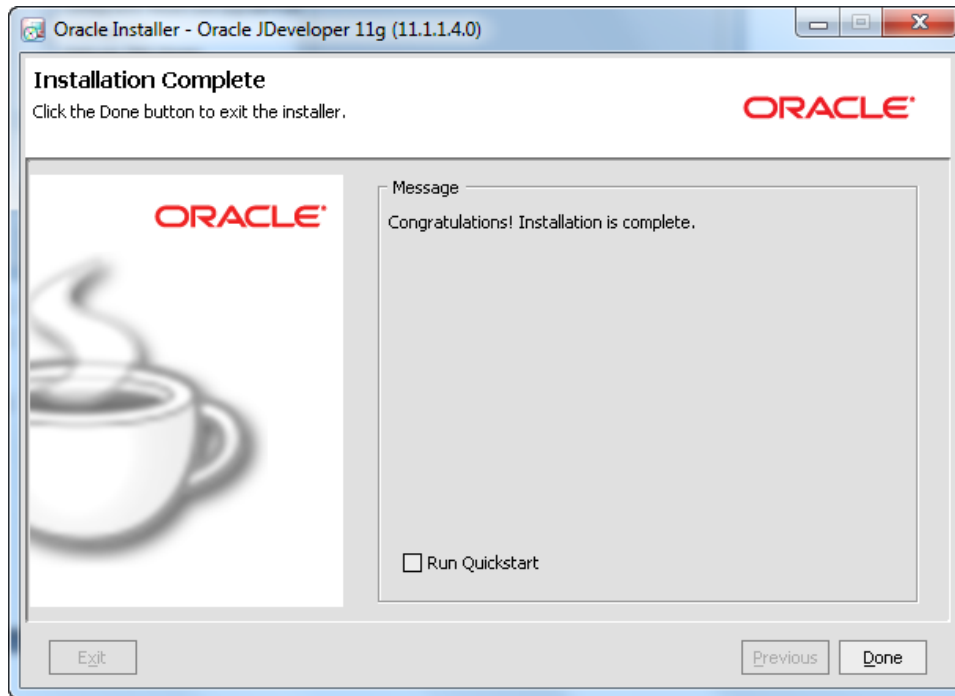 Oracle Installer - Oracle JDeveloper 11g (11.1.1.4.0)
Installation Complete
Click the Done button to exit the installer.
ORACLE
ORACLE
Message
Congratulations! Installation is complete.
Run Quickstart
Exit
Previous
Done